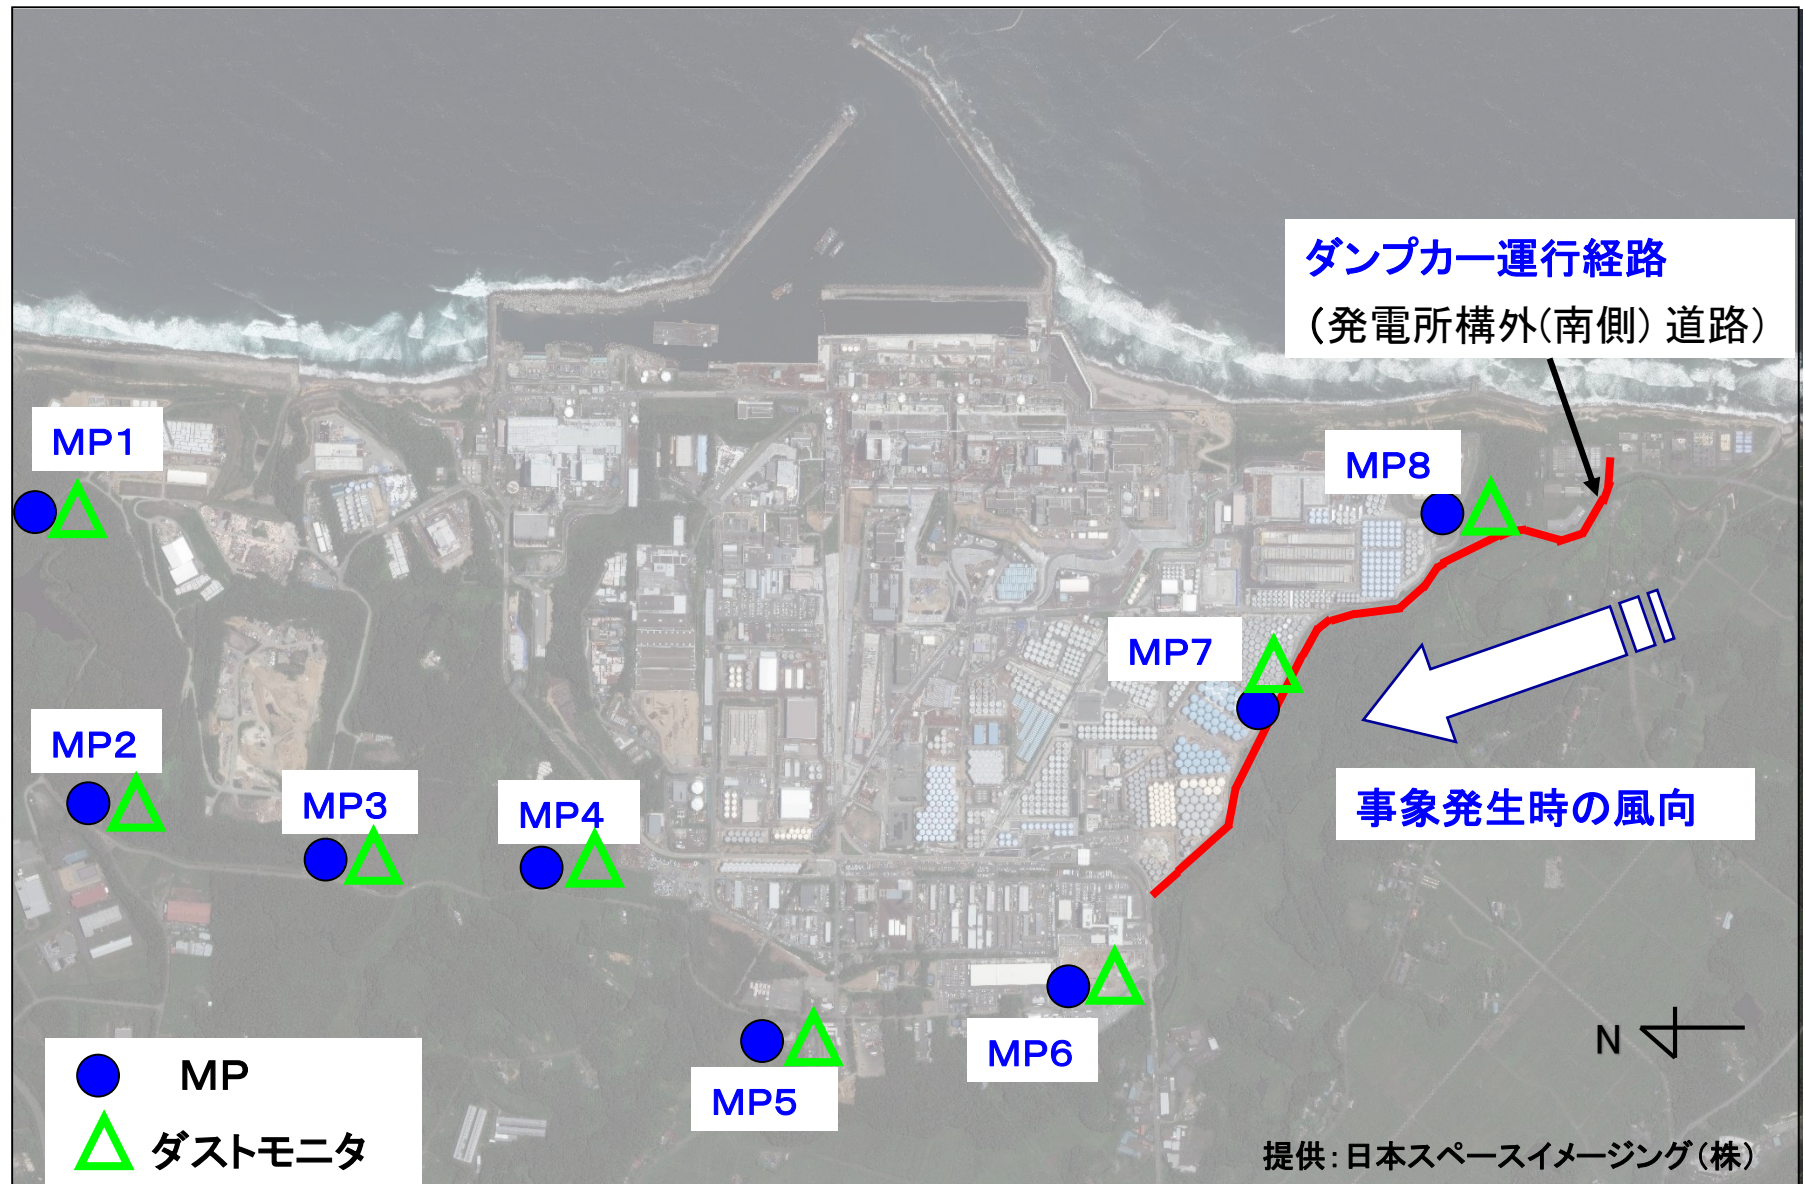 ダンプカー運行経路
(発電所構外(南側) 道路)
MP1
MP8
MP7
MP2
MP3
MP4
事象発生時の風向
N
MP6
MP5
MP
ダストモニタ
提供:日本スペースイメージング(株)